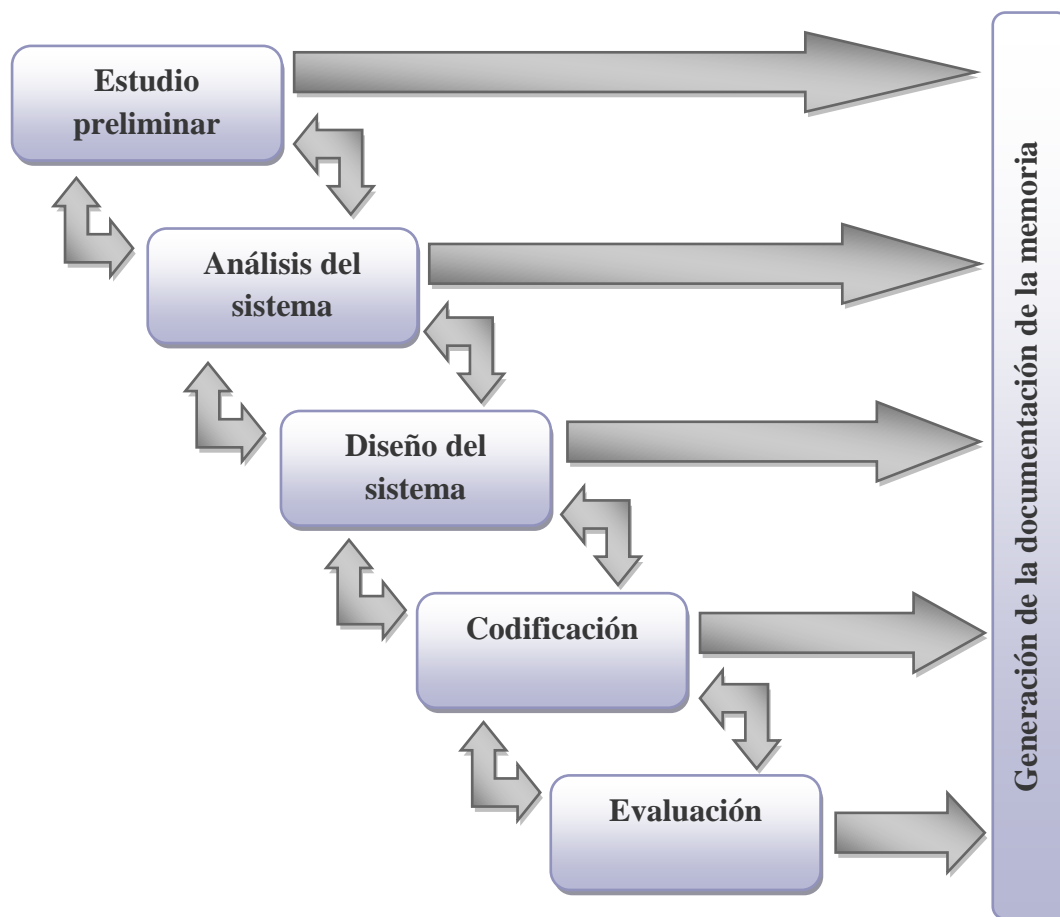 Estudio
preliminar
Análisis del
sistema
Diseño del
sistema
Codificación
Evaluación
Generación de la documentación de la memoria